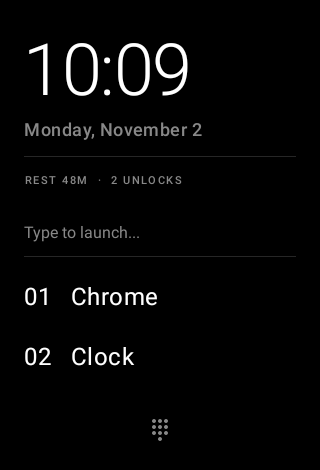 10:09
Monday, November 2
REST 48M · 2 UNLOCKS
Type to launch...
01 Chrome
02 Clock